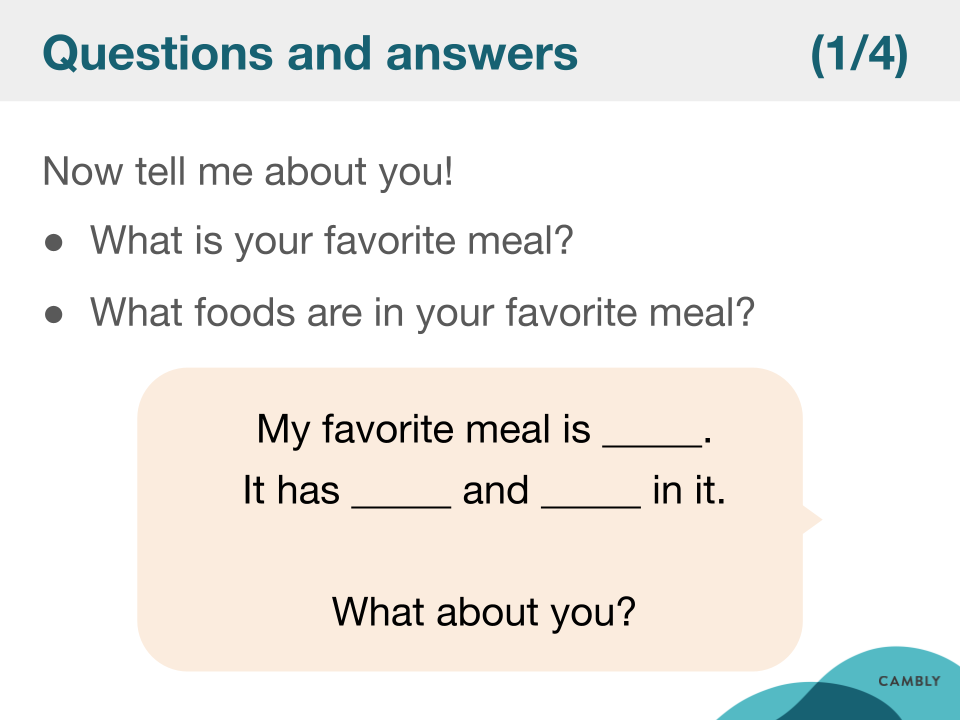 Questions and answers (1/4)
Now tell me about you!
● What is your favorite meal?
● What foods are in your favorite meal?
My favorite meal is _____.
It has _____ and _____ in it.
What about you?
CAMBLY